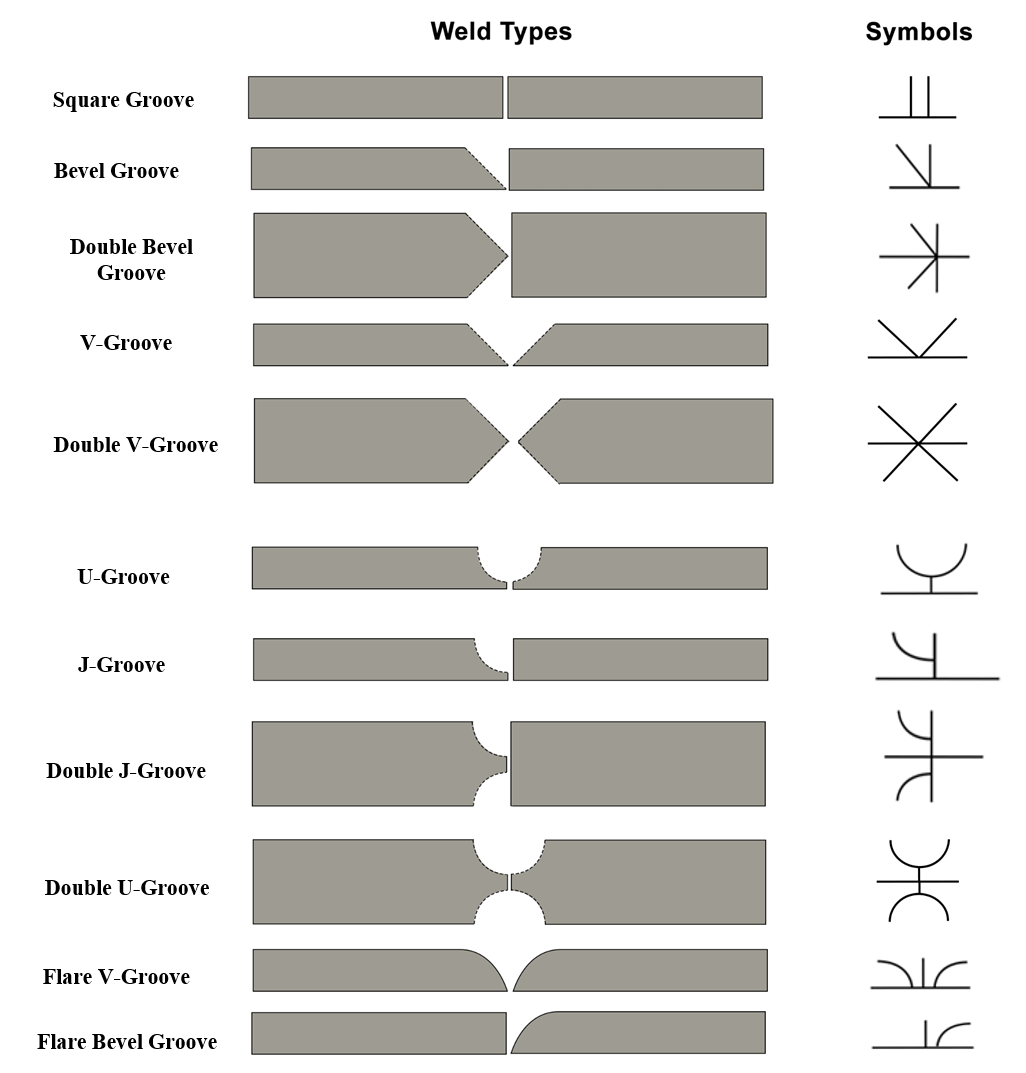 Weld Types
Symbols
Square Groove
Bevel Groove
Double Bevel
Groove
V-Groove
Double V-Groove
U-Groove
J-Groove
Double J-Groove
Double U-Groove
Flare V-Groove
Flare Bevel Groove